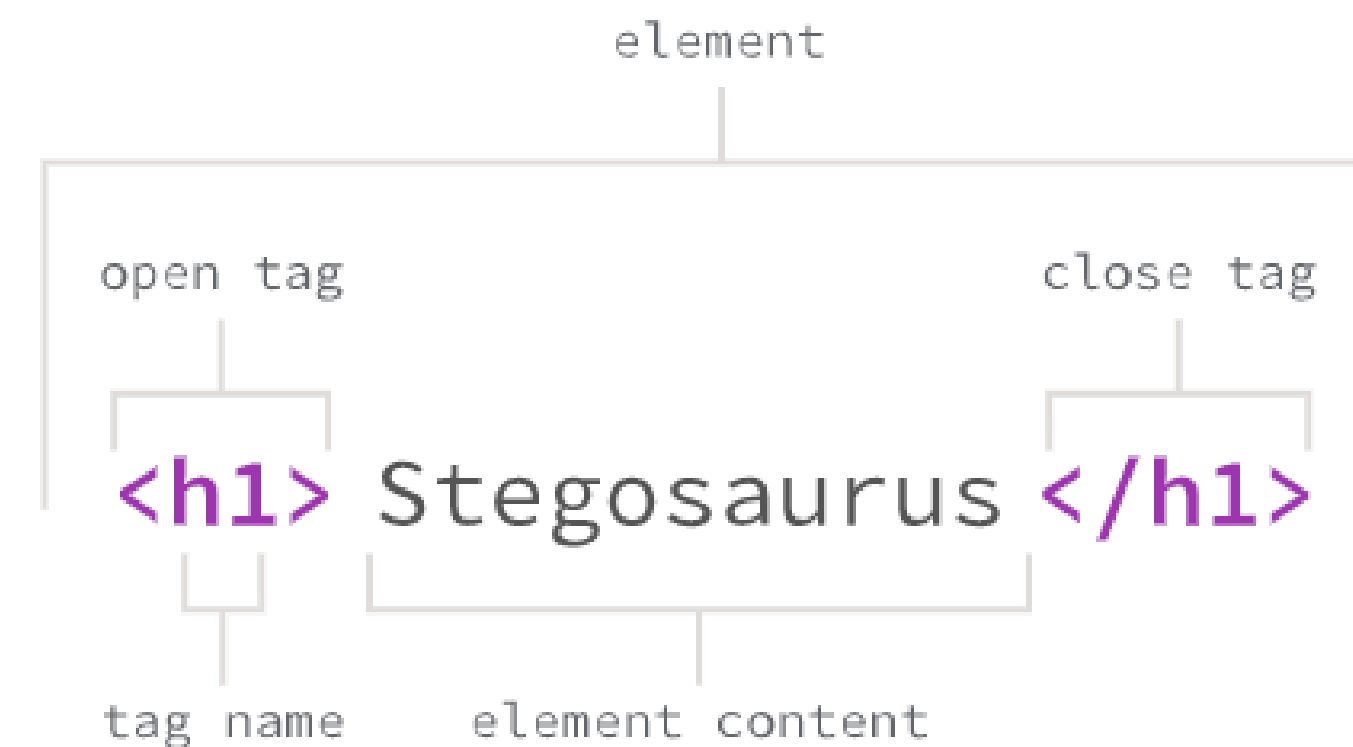 element
open tag close tag
<h1> Stegosaurus </h1>
tag name element content